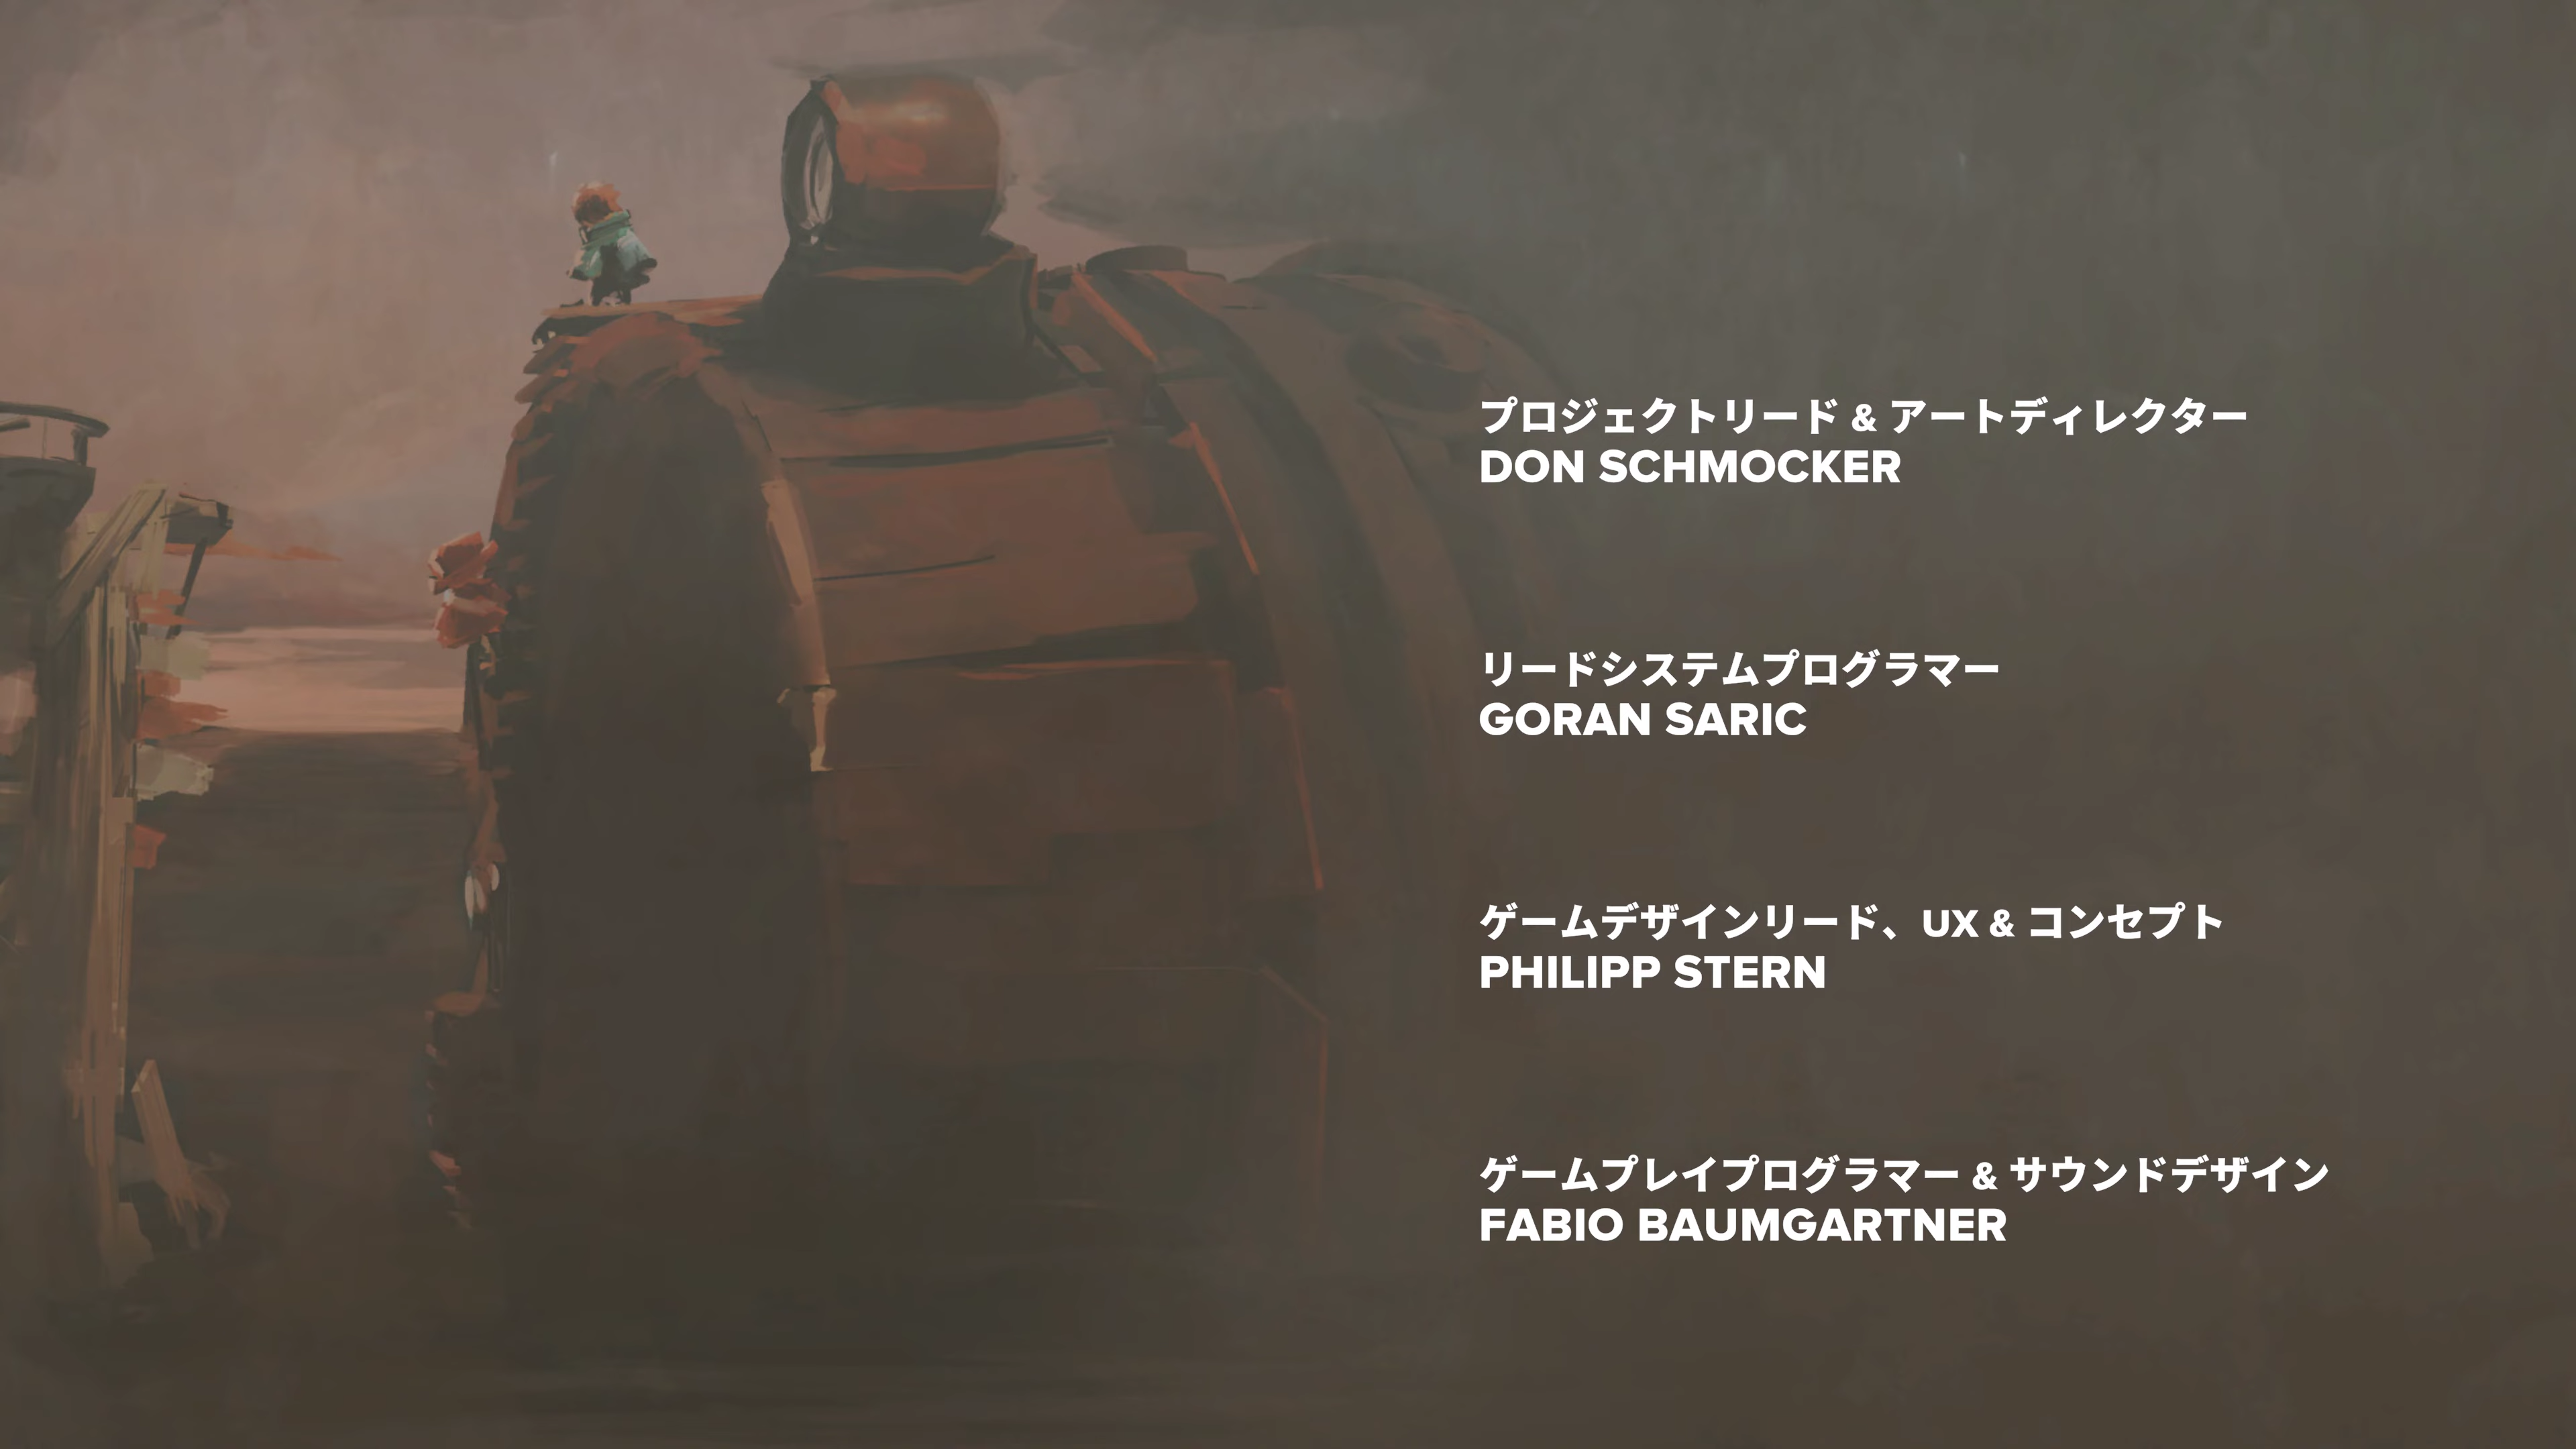 プロジェクトリード & アートディレクター
DON SCHMOCKER
リードシステムプログラマー
GORAN SARIC
ゲームデザインリード、UX & コンセプト
PHILIPP STERN
ゲームプレイプログラマー & サウンドデザイン
FABIO BAUMGARTNER